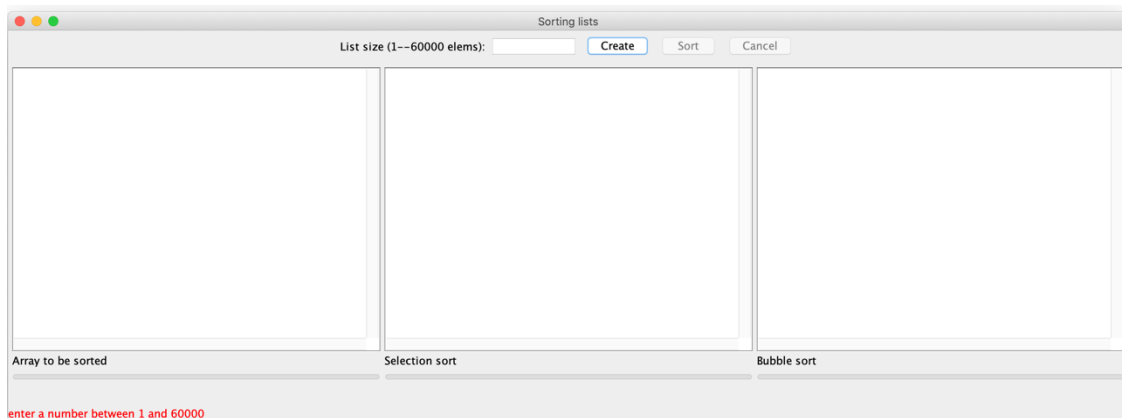 Sorting lists
List size (1--60000 elems): Create Sort Cancel
Array to be sorted Selection sort Bubble sort
enter a number between 1 and 60000